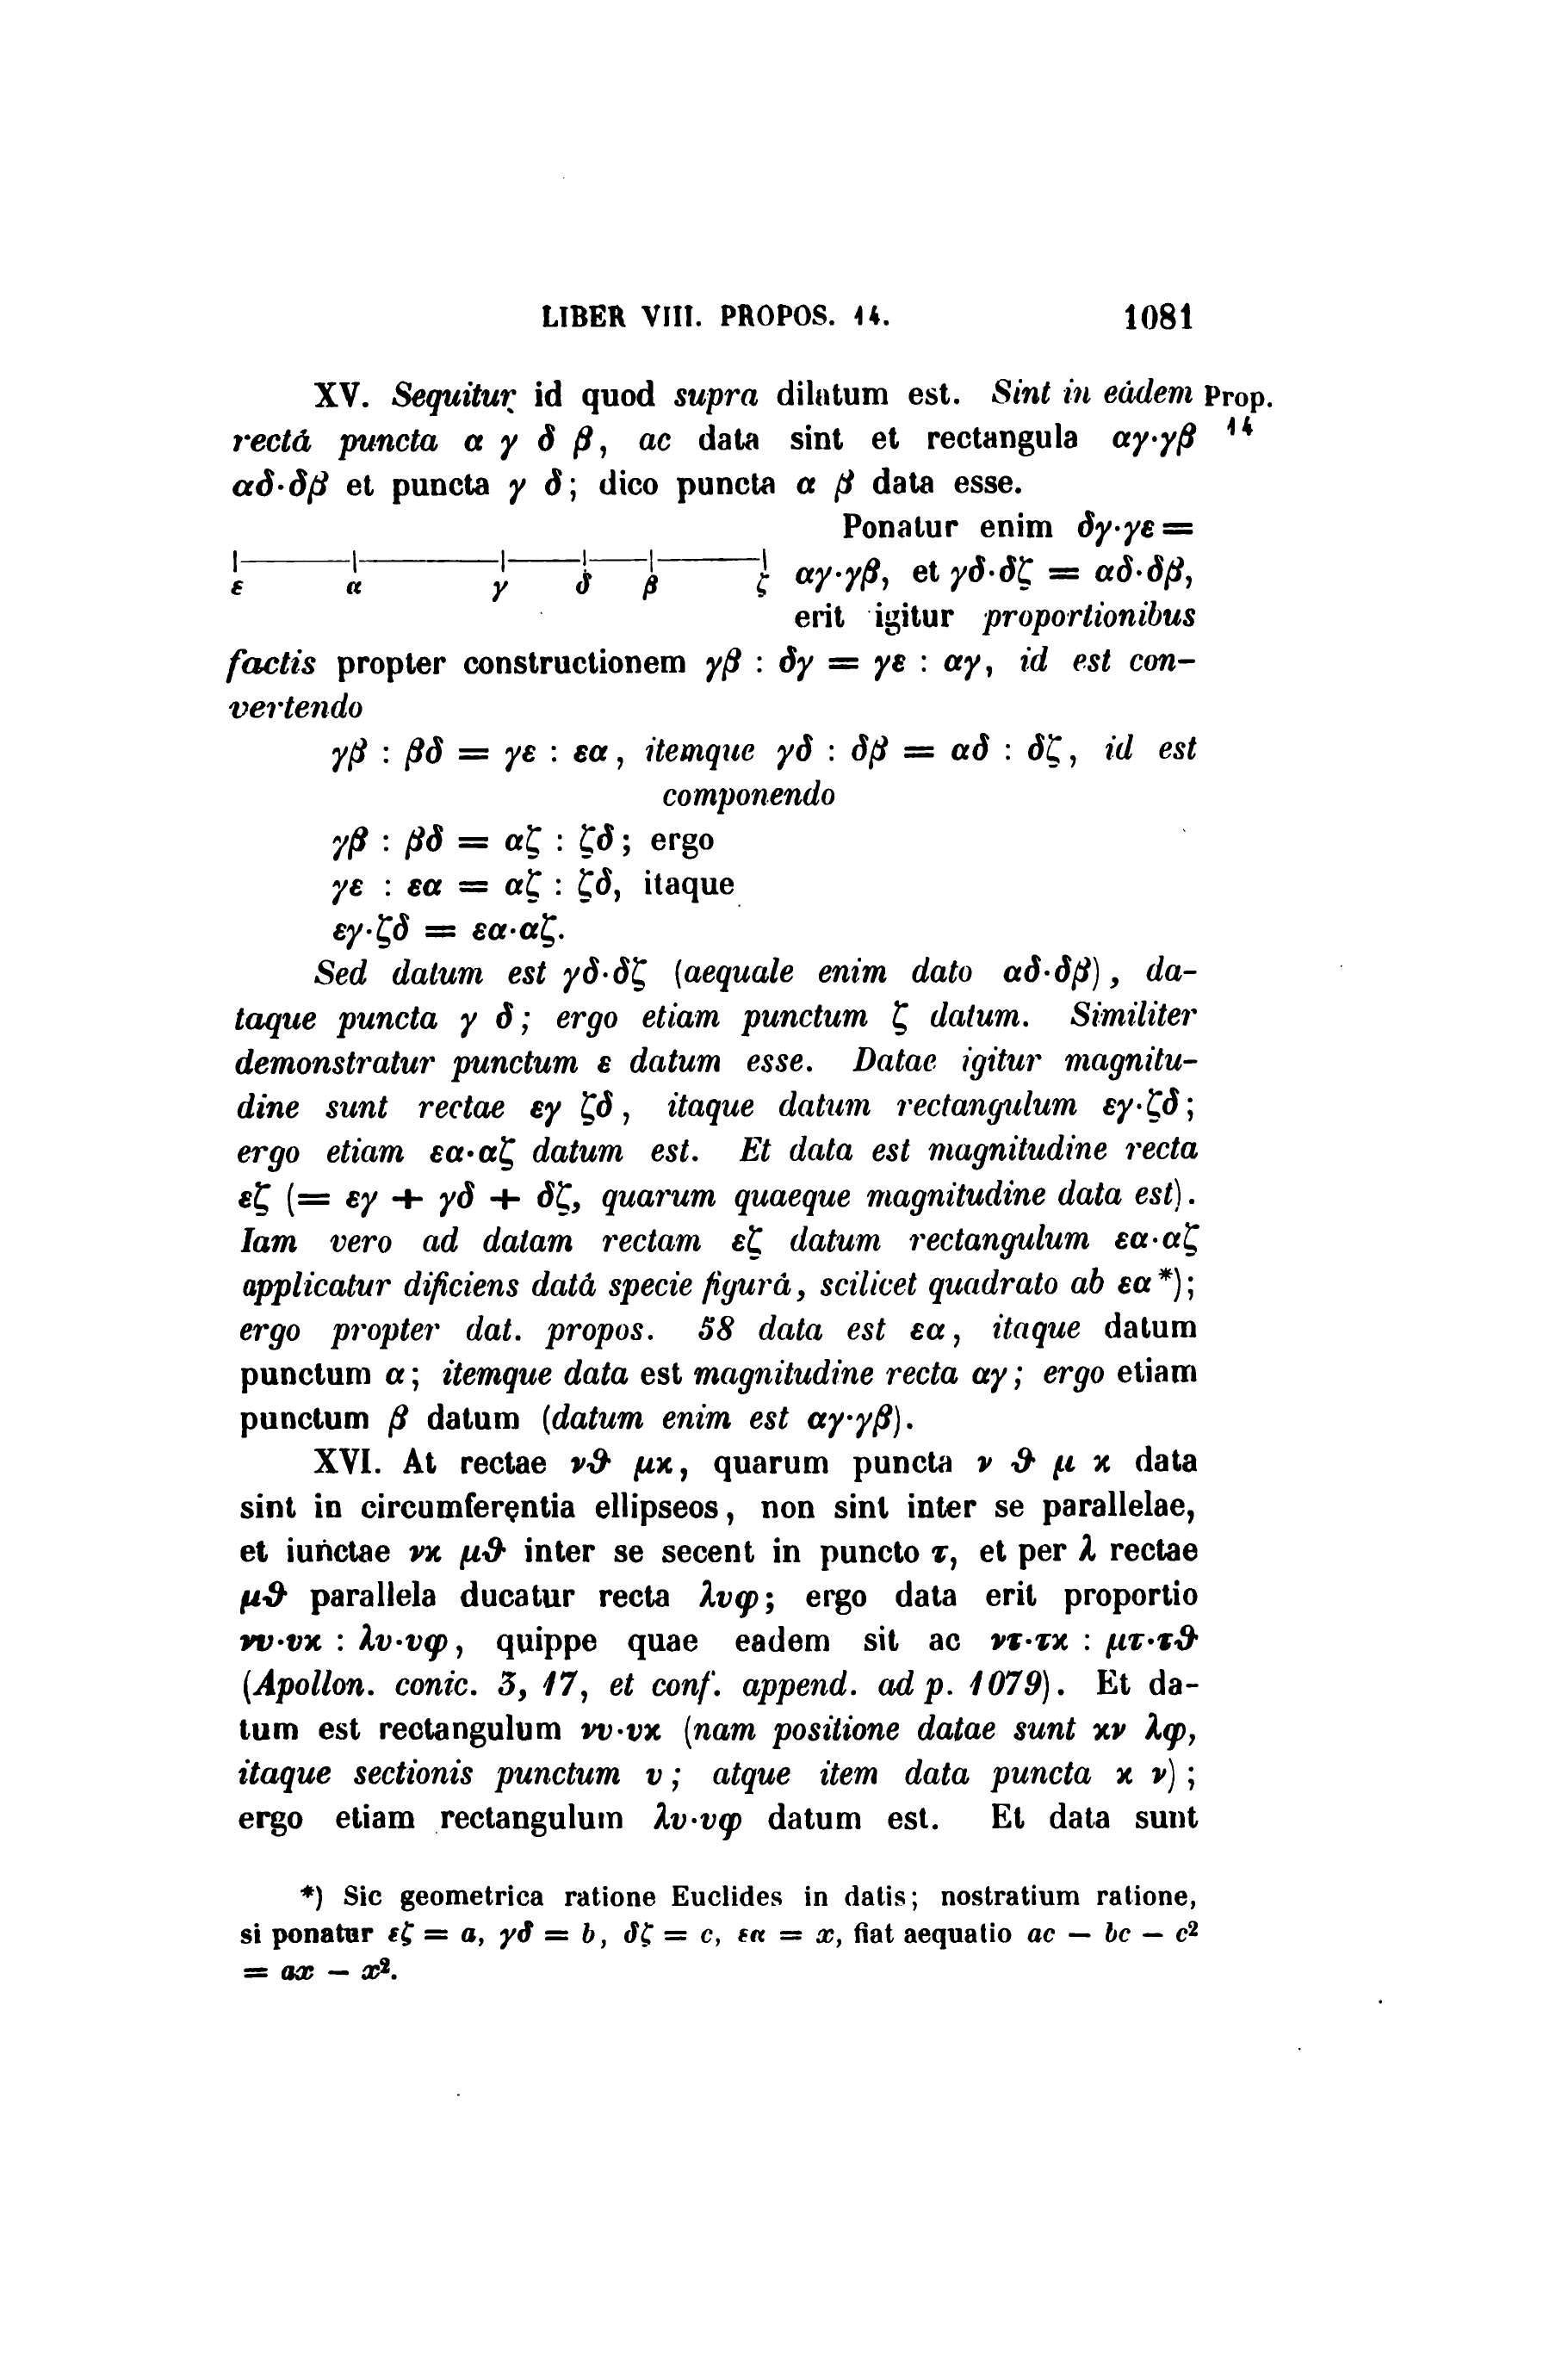 LIBER VIII. PROPOS. 14. 1081
XV. Sequitur id quod supra dilatum est. Sint in eâdem Prop. 14
rectâ puncta α γ δ β, ac data sint et rectangula αγ·γβ
αδ·δβ et puncta γ δ; dico puncta α β data esse.
Ponatur enim δγ·γε =
ε α γ δ β ζ
αγ·γβ, et γδ·δζ = αδ·δβ,
erit igitur proportionibus
factis propter constructionem γβ : δγ = γε : αγ, id est con-
vertendo
γβ : βδ = γε : εα, itemque γδ : δβ = αδ : δζ, id est
componendo
γβ : βδ = αζ : ζδ; ergo
γε : εα = αζ : ζδ, itaque
εγ·ζδ = εα·αζ.
Sed datum est γδ·δζ (aequale enim dato αδ·δβ), da-
taque puncta γ δ; ergo etiam punctum ζ datum. Similiter
demonstratur punctum ε datum esse. Datae igitur magnitu-
dine sunt rectae εγ ζδ, itaque datum rectangulum εγ·ζδ;
ergo etiam εα·αζ datum est. Et data est magnitudine recta
εζ (= εγ + γδ + δζ, quarum quaeque magnitudine data est).
Iam vero ad datam rectam εζ datum rectangulum εα·αζ
applicatur dificiens datâ specie figurâ, scilicet quadrato ab εα*);
ergo propter dat. propos. 58 data est εα, itaque datum
punctum α; itemque data est magnitudine recta αγ; ergo etiam
punctum β datum (datum enim est αγ·γβ).
XVI. At rectae νϑ μκ, quarum puncta ν ϑ μ κ data
sint in circumferentia ellipseos, non sint inter se parallelae,
et iunctae νκ μϑ inter se secent in puncto τ, et per λ rectae
μϑ parallela ducatur recta λυφ; ergo data erit proportio
νυ·υκ : λυ·υφ, quippe quae eadem sit ac ντ·τκ : μτ·τϑ
(Apollon. conic. 3, 17, et conf. append. ad p. 1079). Et da-
tum est rectangulum νυ·υκ (nam positione datae sunt κν λφ,
itaque sectionis punctum υ; atque item data puncta κ ν);
ergo etiam rectangulum λυ·υφ datum est. Et data sunt
*) Sic geometrica ratione Euclides in datis; nostratium ratione,
si ponatur εζ = a, γδ = b, δζ = c, εα = x, fiat aequatio ac — bc — c²
= ax — x².